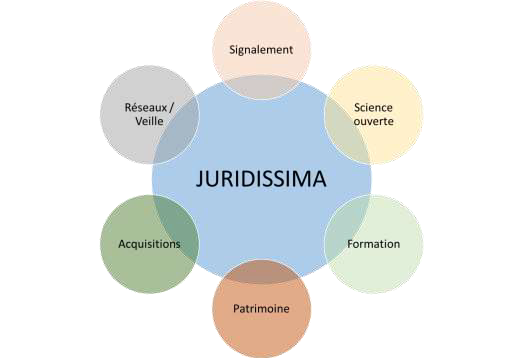 Signalement
Réseaux /
Veille
Science
ouverte
JURIDISSIMA
Acquisitions
Formation
Patrimoine